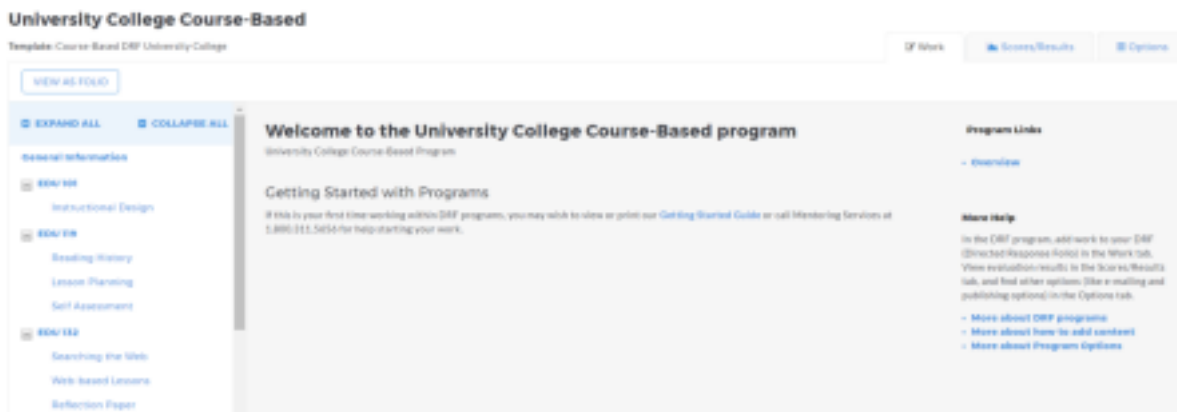 University College Course-Based
Template: Course-Based DRF University College
Work
Scores/Results
Options
VIEW AS FOLIO
EXPAND ALL
COLLAPSE ALL
General Information
EDU 101
Instructional Design
EDU 119
Reading History
Lesson Planning
Self Assessment
EDU 132
Searching the Web
Web-based Lessons
Reflection Paper
Welcome to the University College Course-Based program
University College Course-Based Program
Getting Started with Programs
If this is your first time working within DRF programs, you may wish to view or print our Getting Started Guide or call Mentoring Services at
1.800.311.5656 for help starting your work.
Program Links
Overview
More Help
In the DRF program, add work to your DRF
(Directed Response Folio) in the Work tab.
View evaluation results in the Scores/Results
tab, and find other options (like e-mailing and
publishing options) in the Options tab.
More about DRF programs
More about how to add content
More about Program Options